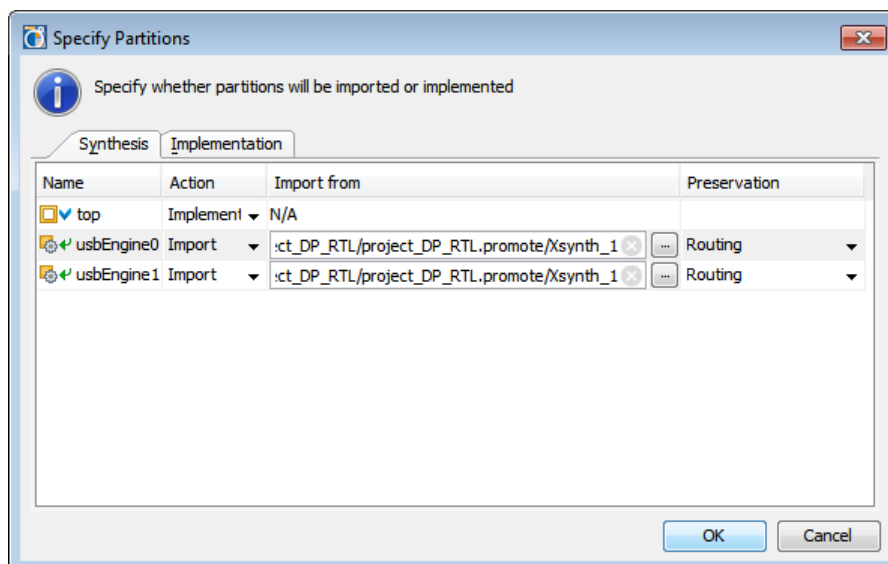 Specify Partitions
Specify whether partitions will be imported or implemented
Synthesis Implementation
Name Action Import from Preservation
top Implement N/A
usbEngine0 Import :ct_DP_RTL/project_DP_RTL.promote/Xsynth_1 ... Routing
usbEngine1 Import :ct_DP_RTL/project_DP_RTL.promote/Xsynth_1 ... Routing
OK Cancel